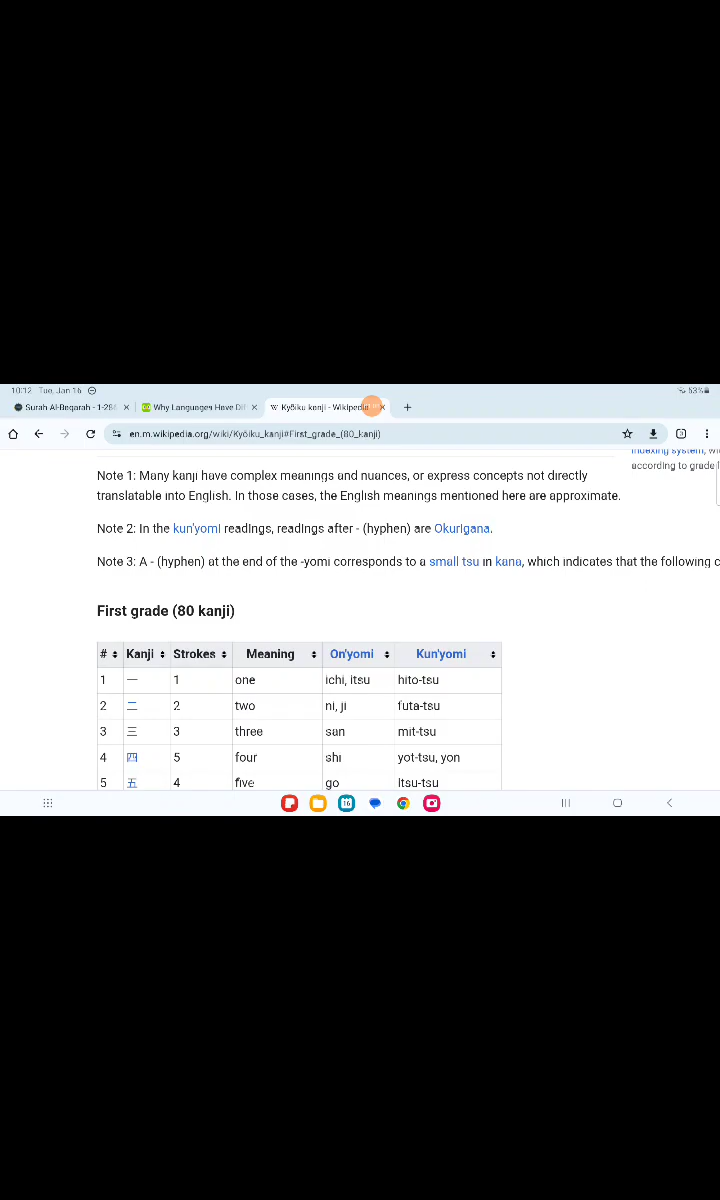 10:12 Tue, Jan 16 53%
Surah Al-Baqarah - 1-286 Why Languages Have Dif Kyōiku kanji - Wikipedia
en.m.wikipedia.org/wiki/Kyōiku_kanji#First_grade_(80_kanji)
indexing system, wi
according to grade l
Note 1: Many kanji have complex meanings and nuances, or express concepts not directly
translatable into English. In those cases, the English meanings mentioned here are approximate.
Note 2: In the kun'yomi readings, readings after - (hyphen) are Okurigana.
Note 3: A - (hyphen) at the end of the -yomi corresponds to a small tsu in kana, which indicates that the following c
First grade (80 kanji)
# Kanji Strokes Meaning On'yomi Kun'yomi
1 一 1 one ichi, itsu hito-tsu
2 二 2 two ni, ji futa-tsu
3 三 3 three san mit-tsu
4 四 5 four shi yot-tsu, yon
5 五 4 five go itsu-tsu
16